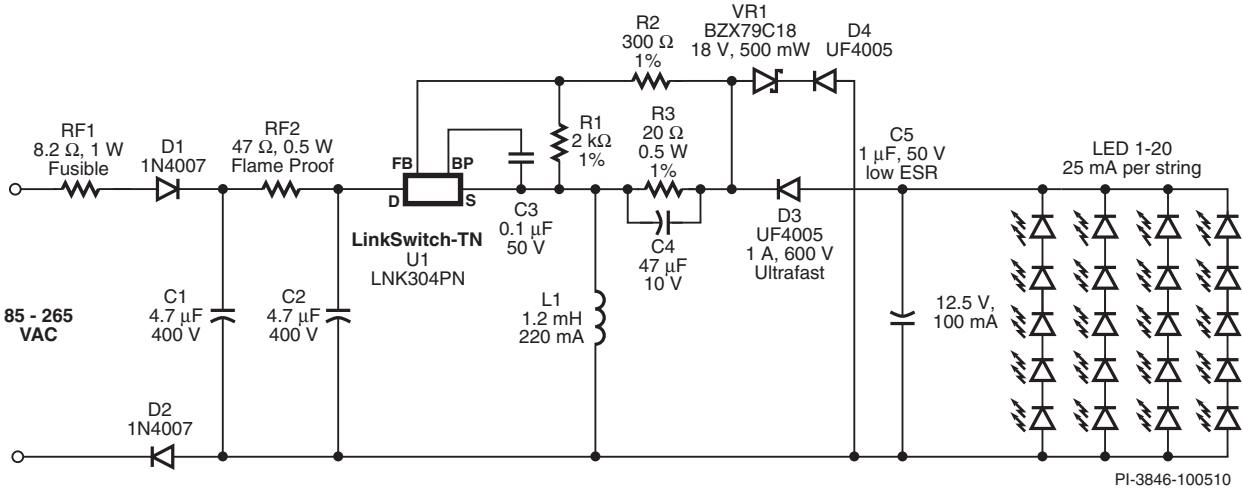 RF1
8.2 Ω, 1 W
Fusible
D1
1N4007
RF2
47 Ω, 0.5 W
Flame Proof
FB
BP
D
S
LinkSwitch-TN
U1
LNK304PN
C3
0.1 µF
50 V
R1
2 kΩ
1%
R2
300 Ω
1%
R3
20 Ω
0.5 W
1%
C4
47 µF
10 V
VR1
BZX79C18
18 V, 500 mW
D4
UF4005
D3
UF4005
1 A, 600 V
Ultrafast
C5
1 µF, 50 V
low ESR
LED 1-20
25 mA per string
85 - 265
VAC
C1
4.7 µF
400 V
C2
4.7 µF
400 V
L1
1.2 mH
220 mA
12.5 V,
100 mA
D2
1N4007
PI-3846-100510